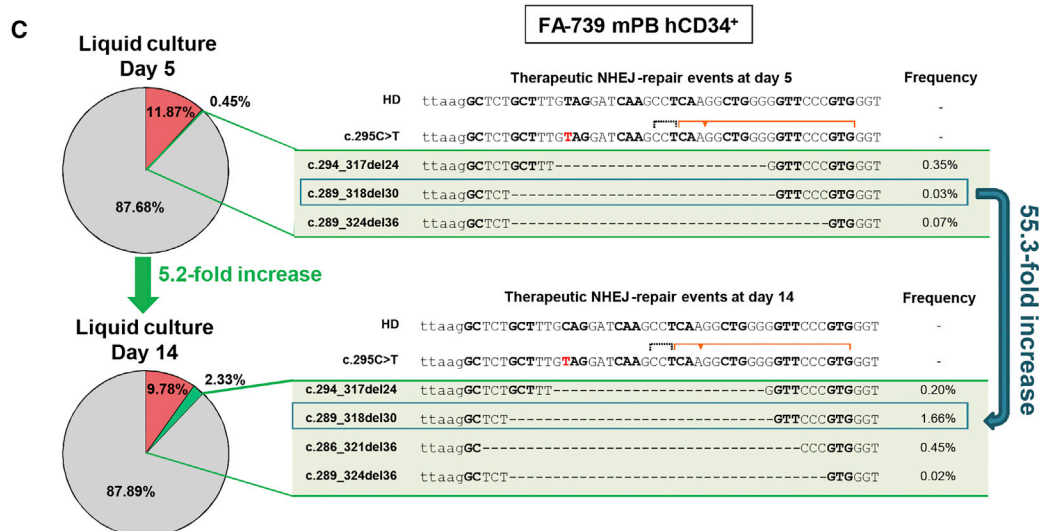 C
FA-739 mPB hCD34+
Liquid culture
Day 5
11.87%
0.45%
87.68%
Therapeutic NHEJ-repair events at day 5 Frequency
HD ttaagGCTCTGCTTTGTAGGATCAAGCCTCAAGGCTGGGGGTTCCCGTGGGT -
c.295C>T ttaagGCTCTGCTTTGTAGGATCAAGCCTCAAGGCTGGGGGTTCCCGTGGGT -
c.294_317del24 ttaagGCTCTGCTTT------------------------GGTTCCCGTGGGT 0.35%
c.289_318del30 ttaagGCTCT------------------------------GTTCCCGTGGGT 0.03%
c.289_324del36 ttaagGCTCT------------------------------------GTGGGT 0.07%
55.3-fold increase
5.2-fold increase
Liquid culture
Day 14
9.78%
2.33%
87.89%
Therapeutic NHEJ-repair events at day 14 Frequency
HD ttaagGCTCTGCTTTGCAGGATCAAGCCTCAAGGCTGGGGGTTCCCGTGGGT -
c.295C>T ttaagGCTCTGCTTTGTAGGATCAAGCCTCAAGGCTGGGGGTTCCCGTGGGT -
c.294_317del24 ttaagGCTCTGCTTT------------------------GGTTCCCGTGGGT 0.20%
c.289_318del30 ttaagGCTCT------------------------------GTTCCCGTGGGT 1.66%
c.286_321del36 ttaagGC------------------------------------CCCGTGGGT 0.45%
c.289_324del36 ttaagGCTCT------------------------------------GTGGGT 0.02%